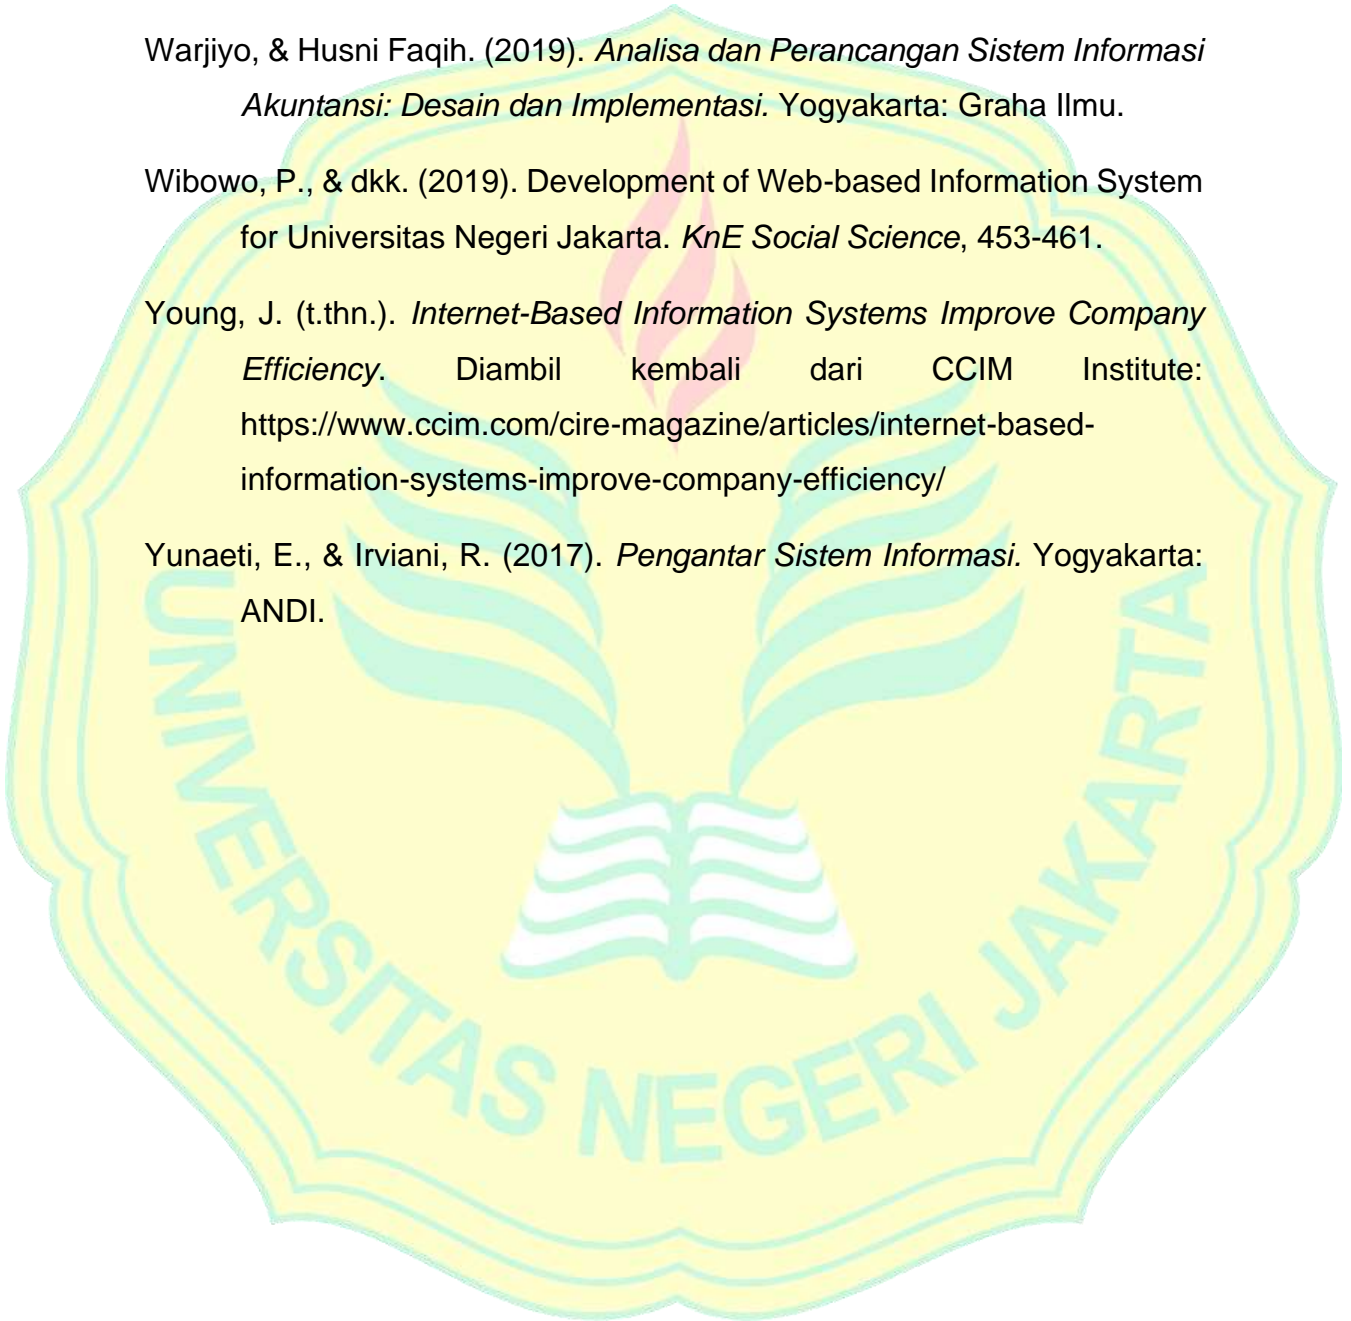 Warjiyo, & Husni Faqih. (2019). Analisa dan Perancangan Sistem Informasi
Akuntansi: Desain dan Implementasi. Yogyakarta: Graha Ilmu.
Wibowo, P., & dkk. (2019). Development of Web-based Information System
for Universitas Negeri Jakarta. KnE Social Science, 453-461.
Young, J. (t.thn.). Internet-Based Information Systems Improve Company
Efficiency. Diambil kembali dari CCIM Institute:
https://www.ccim.com/cire-magazine/articles/internet-based-
information-systems-improve-company-efficiency/
Yunaeti, E., & Irviani, R. (2017). Pengantar Sistem Informasi. Yogyakarta:
ANDI.
UNIVERSITAS NEGERI JAKARTA